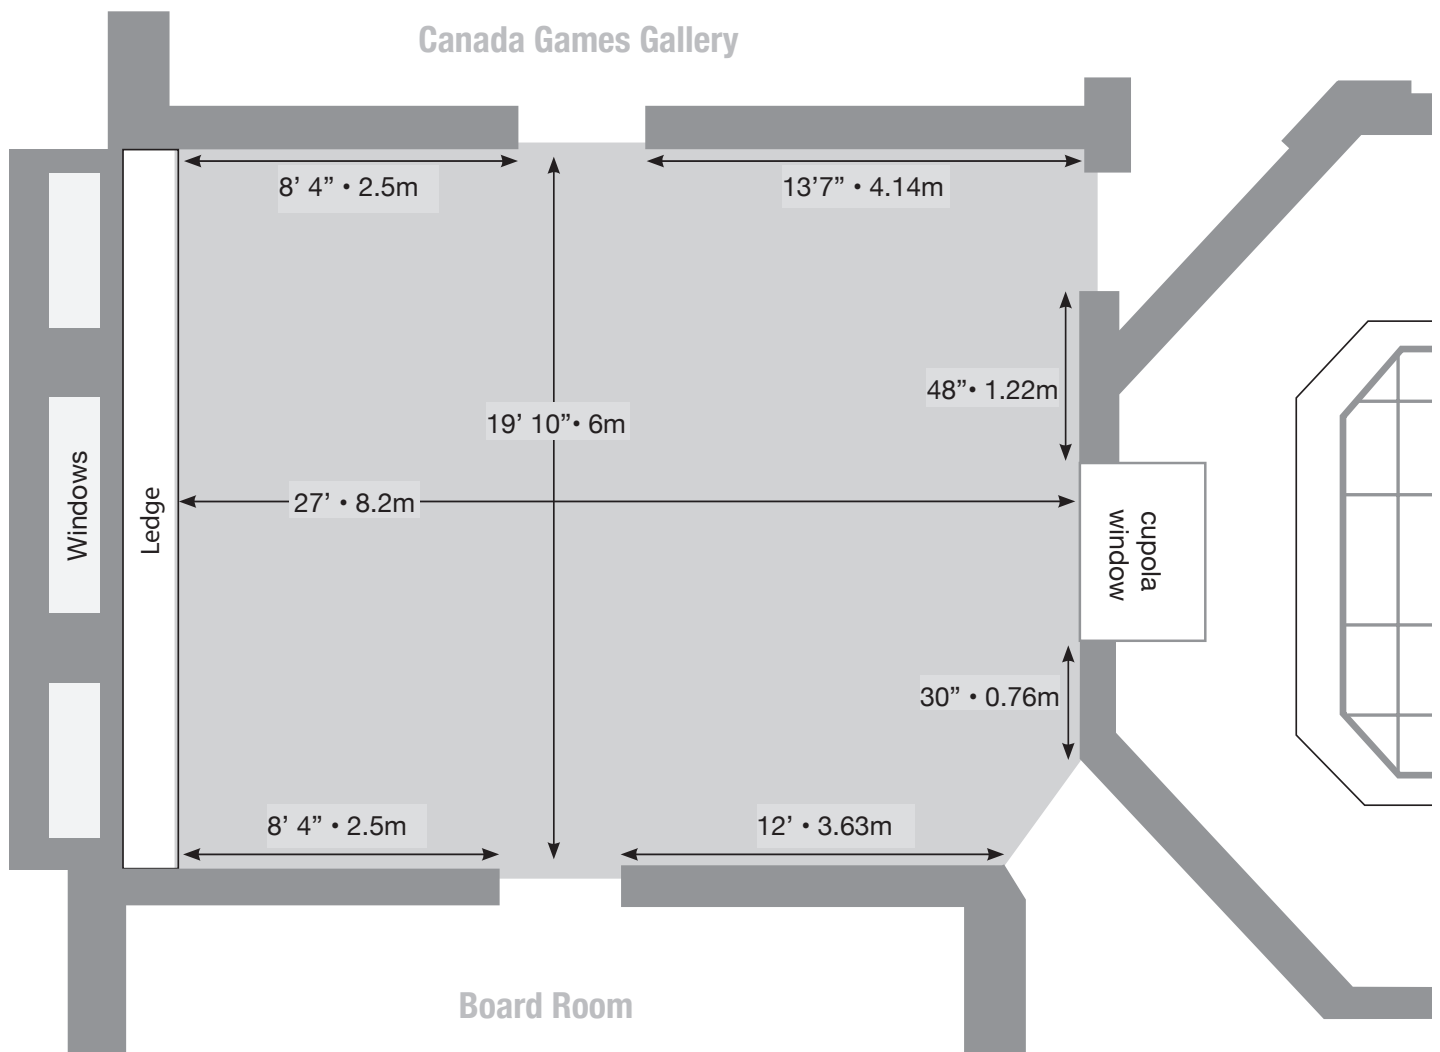 Canada Games Gallery
8’ 4” • 2.5m
13’7” • 4.14m
48”• 1.22m
19’ 10”• 6m
Windows
Ledge
27’ • 8.2m
cupola
window
30” • 0.76m
8’ 4” • 2.5m
12’ • 3.63m
Board Room